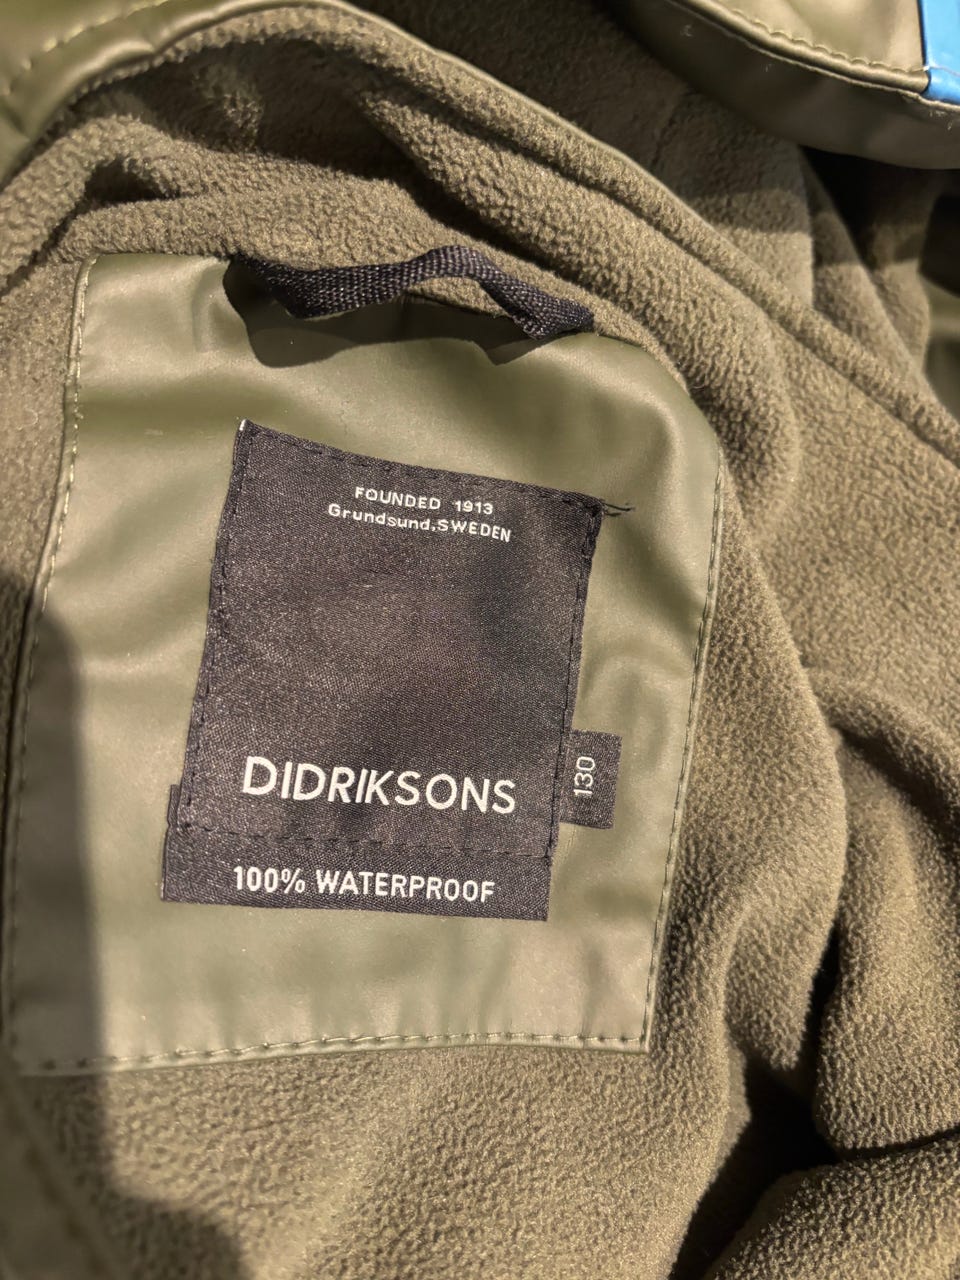 FOUNDED 1913
Grundsund.SWEDEN
DIDRIKSONS
130
100% WATERPROOF